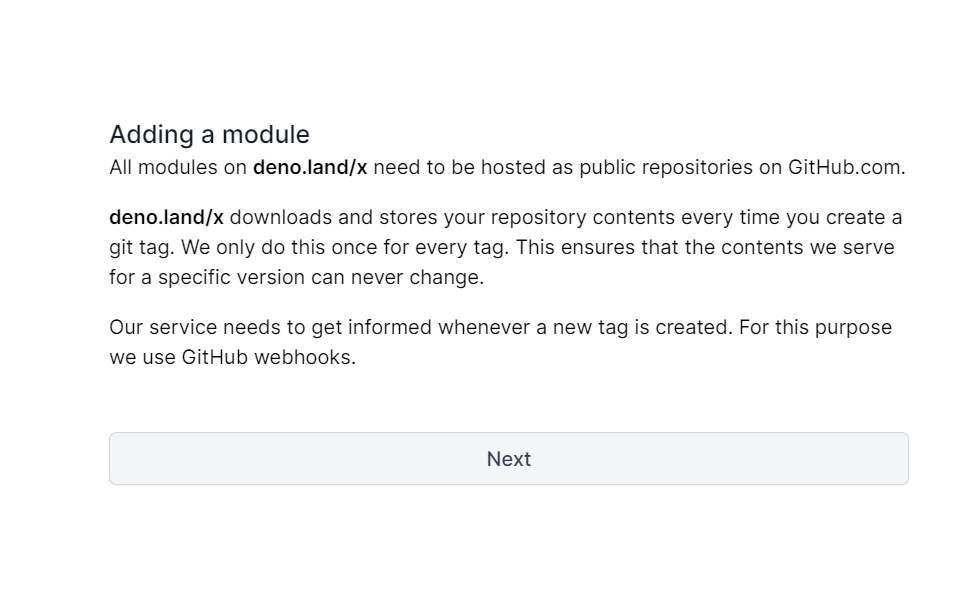 Adding a module
All modules on deno.land/x need to be hosted as public repositories on GitHub.com.
deno.land/x downloads and stores your repository contents every time you create a
git tag. We only do this once for every tag. This ensures that the contents we serve
for a specific version can never change.
Our service needs to get informed whenever a new tag is created. For this purpose
we use GitHub webhooks.
Next